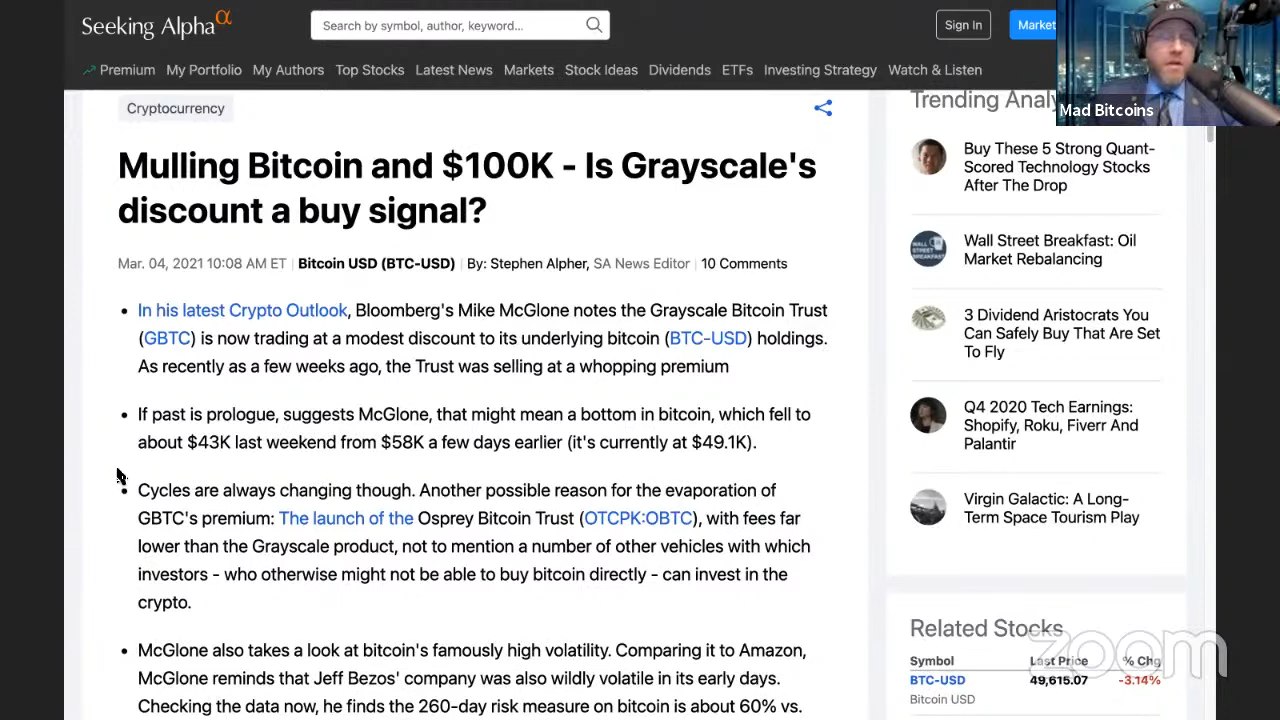 Seeking Alpha α
Search by symbol, author, keyword...
Sign In
Market
Premium My Portfolio My Authors Top Stocks Latest News Markets Stock Ideas Dividends ETFs Investing Strategy Watch & Listen
Mad Bitcoins
Cryptocurrency
Mulling Bitcoin and $100K - Is Grayscale's
discount a buy signal?
Mar. 04, 2021 10:08 AM ET | Bitcoin USD (BTC-USD) | By: Stephen Alpher, SA News Editor | 10 Comments
• In his latest Crypto Outlook, Bloomberg's Mike McGlone notes the Grayscale Bitcoin Trust
(GBTC) is now trading at a modest discount to its underlying bitcoin (BTC-USD) holdings.
As recently as a few weeks ago, the Trust was selling at a whopping premium
• If past is prologue, suggests McGlone, that might mean a bottom in bitcoin, which fell to
about $43K last weekend from $58K a few days earlier (it's currently at $49.1K).
• Cycles are always changing though. Another possible reason for the evaporation of
GBTC's premium: The launch of the Osprey Bitcoin Trust (OTCPK:OBTC), with fees far
lower than the Grayscale product, not to mention a number of other vehicles with which
investors - who otherwise might not be able to buy bitcoin directly - can invest in the
crypto.
• McGlone also takes a look at bitcoin's famously high volatility. Comparing it to Amazon,
McGlone reminds that Jeff Bezos' company was also wildly volatile in its early days.
Checking the data now, he finds the 260-day risk measure on bitcoin is about 60% vs.
Trending Analy
Buy These 5 Strong Quant-
Scored Technology Stocks
After The Drop
WALL STREET BREAKFAST
Wall Street Breakfast: Oil
Market Rebalancing
3 Dividend Aristocrats You
Can Safely Buy That Are Set
To Fly
Q4 2020 Tech Earnings:
Shopify, Roku, Fiverr And
Palantir
Virgin Galactic: A Long-
Term Space Tourism Play
Related Stocks
Symbol Last Price % Chg
BTC-USD 49,615.07 -3.14%
Bitcoin USD
zoom